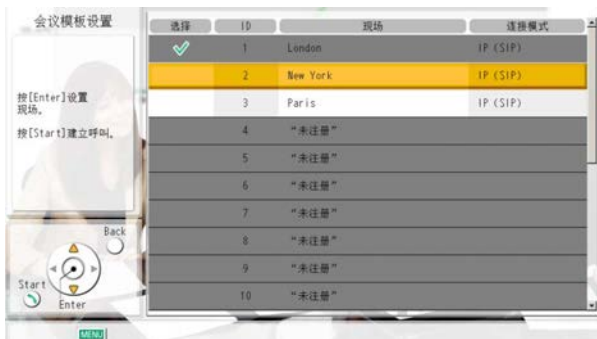 会议模板设置
按[Enter]设置
现场。
按[Start]建立呼叫。
Back
Start
Enter
MENU
选择 ID 现场 连接模式
1 London IP (SIP)
2 New York IP (SIP)
3 Paris IP (SIP)
4 “未注册”
5 “未注册”
6 “未注册”
7 “未注册”
8 “未注册”
9 “未注册”
10 “未注册”